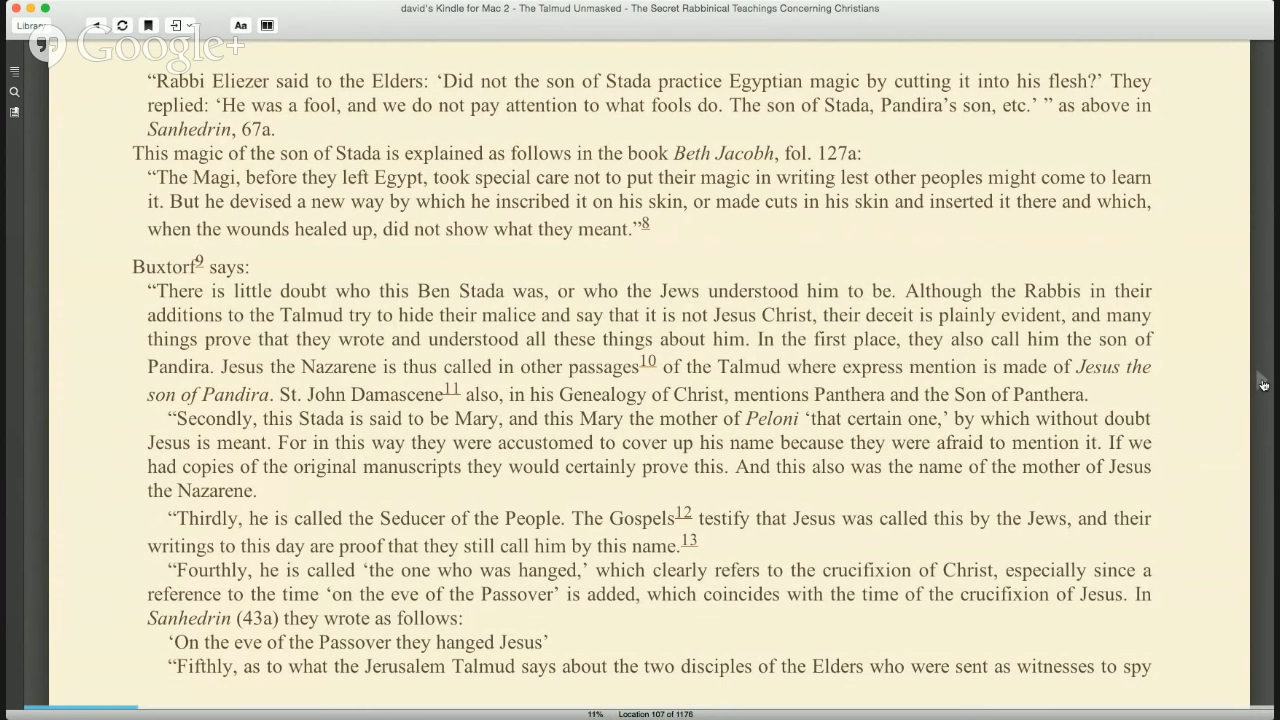 david's Kindle for Mac 2 - The Talmud Unmasked - The Secret Rabbinical Teachings Concerning Christians
Library
Aa
Google+
“Rabbi Eliezer said to the Elders: ‘Did not the son of Stada practice Egyptian magic by cutting it into his flesh?’ They
replied: ‘He was a fool, and we do not pay attention to what fools do. The son of Stada, Pandira’s son, etc.’ ” as above in
Sanhedrin, 67a.
This magic of the son of Stada is explained as follows in the book Beth Jacobh, fol. 127a:
“The Magi, before they left Egypt, took special care not to put their magic in writing lest other peoples might come to learn
it. But he devised a new way by which he inscribed it on his skin, or made cuts in his skin and inserted it there and which,
when the wounds healed up, did not show what they meant.”8
Buxtorf9 says:
“There is little doubt who this Ben Stada was, or who the Jews understood him to be. Although the Rabbis in their
additions to the Talmud try to hide their malice and say that it is not Jesus Christ, their deceit is plainly evident, and many
things prove that they wrote and understood all these things about him. In the first place, they also call him the son of
Pandira. Jesus the Nazarene is thus called in other passages10 of the Talmud where express mention is made of Jesus the
son of Pandira. St. John Damascene11 also, in his Genealogy of Christ, mentions Panthera and the Son of Panthera.
“Secondly, this Stada is said to be Mary, and this Mary the mother of Peloni ‘that certain one,’ by which without doubt
Jesus is meant. For in this way they were accustomed to cover up his name because they were afraid to mention it. If we
had copies of the original manuscripts they would certainly prove this. And this also was the name of the mother of Jesus
the Nazarene.
“Thirdly, he is called the Seducer of the People. The Gospels12 testify that Jesus was called this by the Jews, and their
writings to this day are proof that they still call him by this name.13
“Fourthly, he is called ‘the one who was hanged,’ which clearly refers to the crucifixion of Christ, especially since a
reference to the time ‘on the eve of the Passover’ is added, which coincides with the time of the crucifixion of Jesus. In
Sanhedrin (43a) they wrote as follows:
‘On the eve of the Passover they hanged Jesus’
“Fifthly, as to what the Jerusalem Talmud says about the two disciples of the Elders who were sent as witnesses to spy
11% Location 107 of 1176